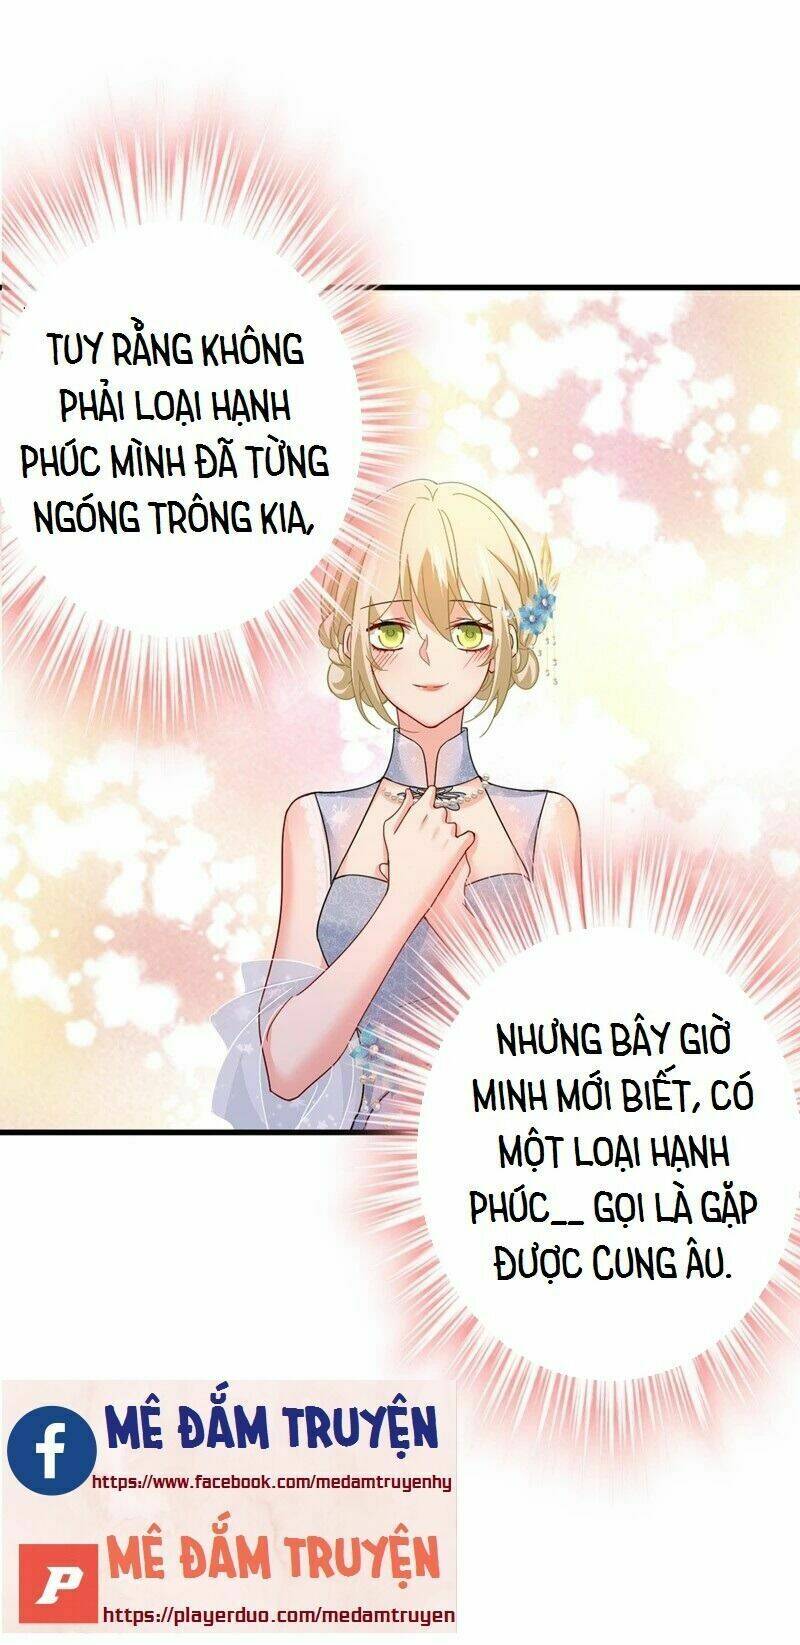 TUY RẰNG KHÔNG
PHẢI LOẠI HẠNH
PHÚC MÌNH ĐÃ TỪNG
NGÓNG TRÔNG KIA,
NHƯNG BÂY GIỜ
MINH MỚI BIẾT, CÓ
MỘT LOẠI HẠNH
PHÚC__ GỌI LÀ GẶP
ĐƯỢC CUNG ÂU.
f MÊ ĐẮM TRUYỆN
https://www.facebook.com/medamtruyenhy
P MÊ ĐẮM TRUYỆN
https://playerduo.com/medamtruyen